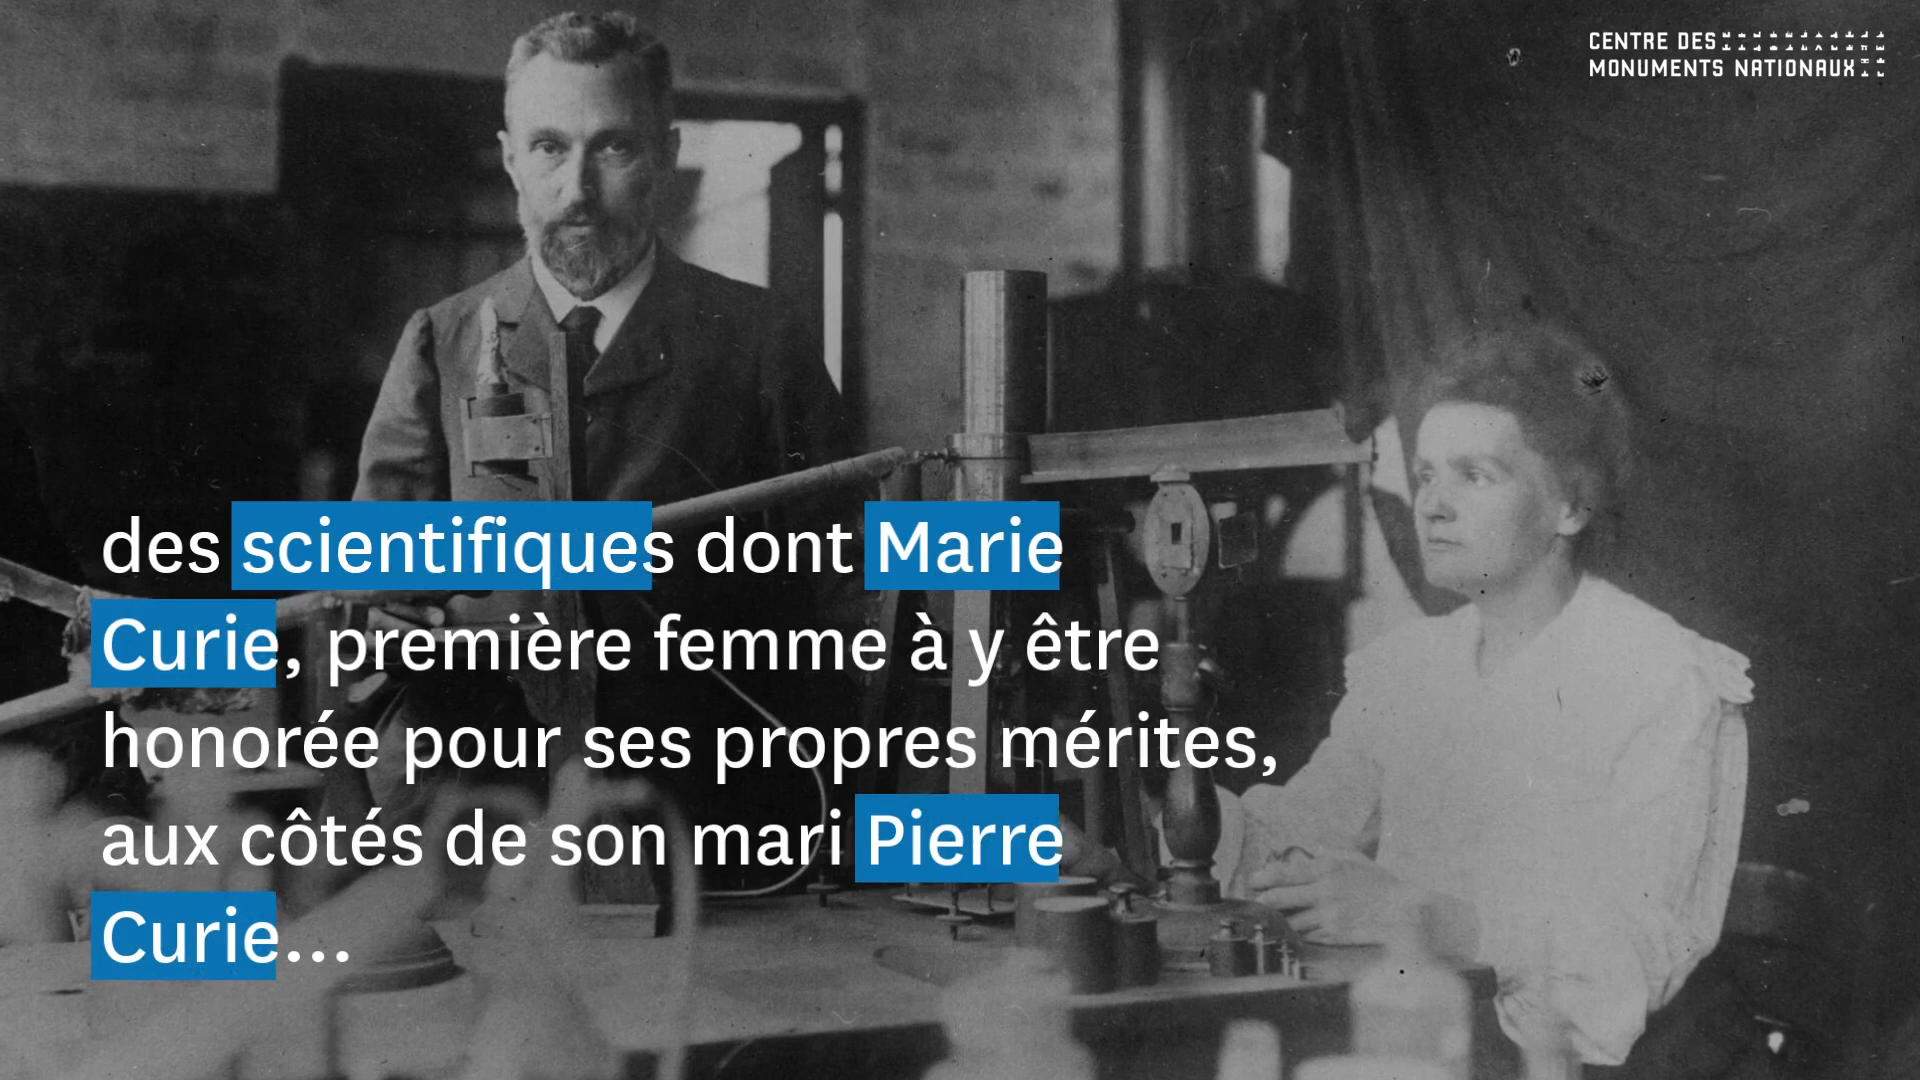 CENTRE DES
MONUMENTS NATIONAUX
des scientifiques dont Marie
Curie, première femme à y être
honorée pour ses propres mérites,
aux côtés de son mari Pierre
Curie...